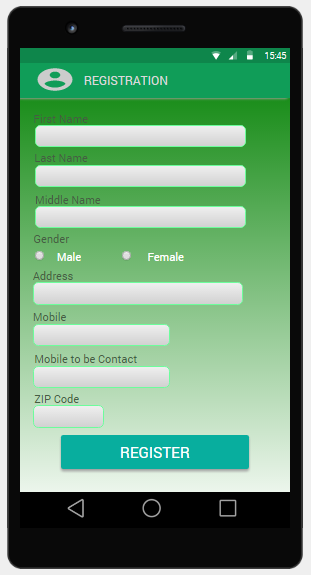 15:45
REGISTRATION
First Name
Last Name
Middle Name
Gender
Male Female
Address
Mobile
Mobile to be Contact
ZIP Code
REGISTER